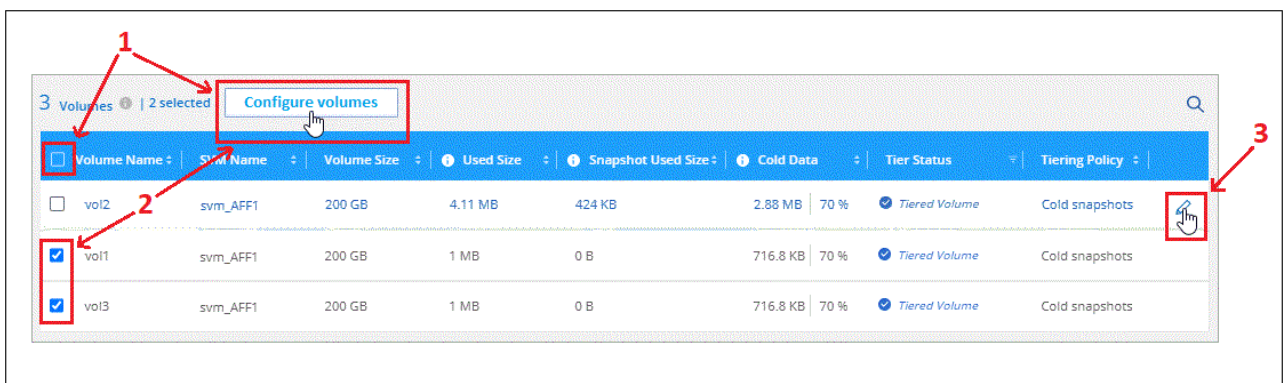 1
3 Volumes | 2 selected Configure volumes
3
Volume Name SVM Name Volume Size Used Size Snapshot Used Size Cold Data Tier Status Tiering Policy
2
vol2 svm_AFF1 200 GB 4.11 MB 424 KB 2.88 MB 70 % Tiered Volume Cold snapshots
vol1 svm_AFF1 200 GB 1 MB 0 B 716.8 KB 70 % Tiered Volume Cold snapshots
vol3 svm_AFF1 200 GB 1 MB 0 B 716.8 KB 70 % Tiered Volume Cold snapshots